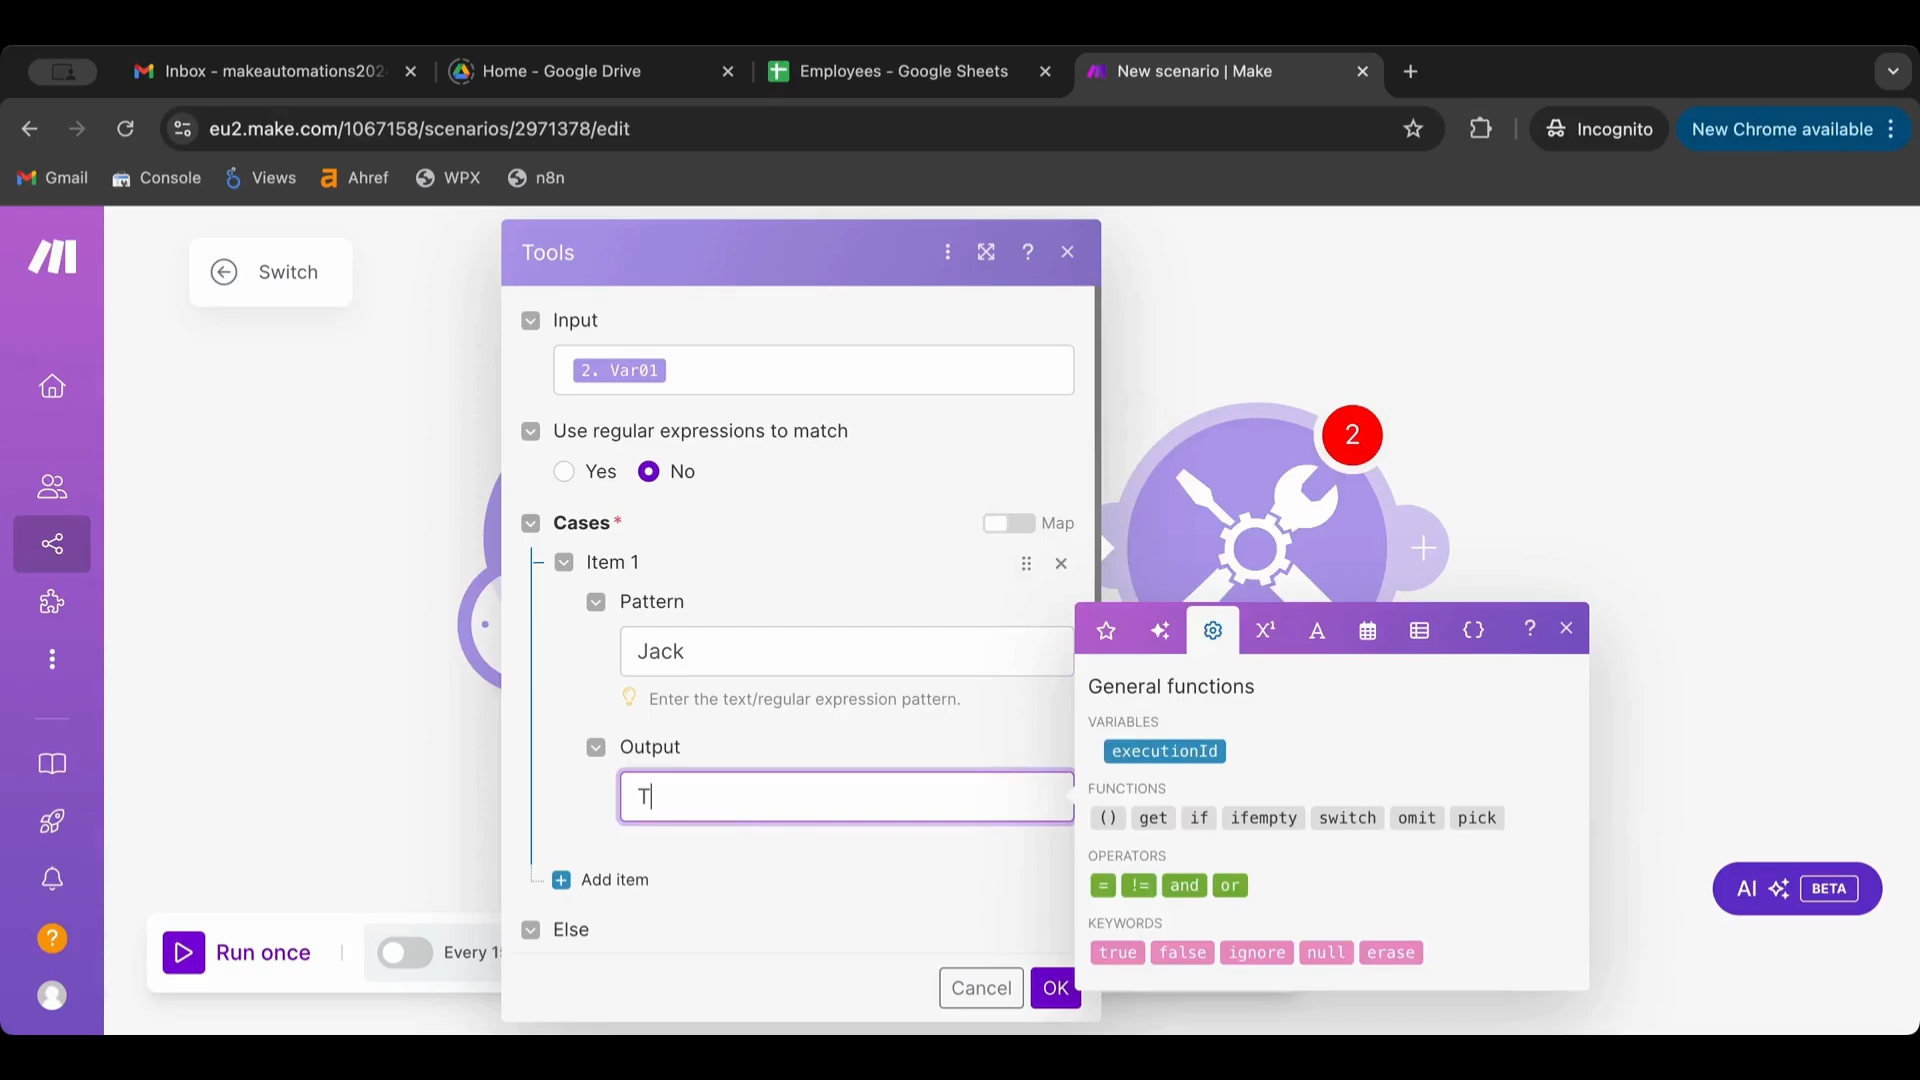 Inbox - makeautomations202
Home - Google Drive
Employees - Google Sheets
New scenario | Make
eu2.make.com/1067158/scenarios/2971378/edit
Incognito
New Chrome available
Gmail
Console
Views
Ahref
WPX
n8n
Switch
Tools
?
Input
2. Var01
Use regular expressions to match
Yes
No
Cases *
Map
Item 1
Pattern
Jack
Enter the text/regular expression pattern.
Output
T
Add item
Else
Cancel
OK
2
?
General functions
VARIABLES
executionId
FUNCTIONS
() get if ifempty switch omit pick
OPERATORS
= != and or
KEYWORDS
true false ignore null erase
Run once
Every 15
AI BETA
?